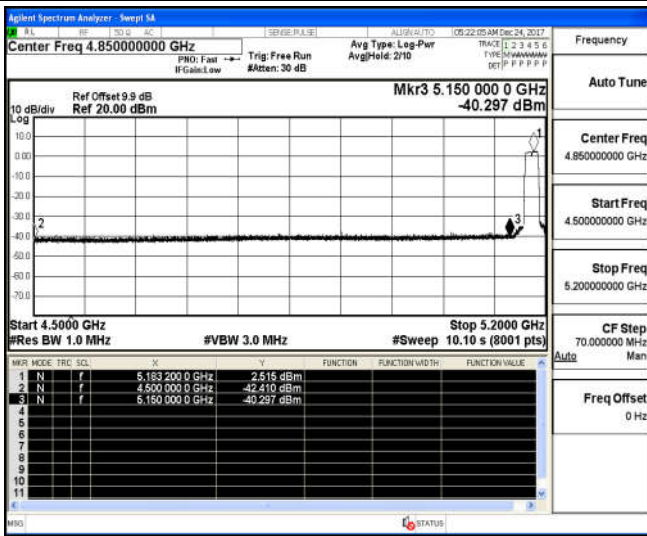 Agilent Spectrum Analyzer - Swept SA
RL RF 50 Ω AC SENSE:PULSE ALIGN AUTO 05:22:05 AM Dec 24, 2017
Center Freq 4.850000000 GHz
PNO: Fast
IFGain:Low
Trig: Free Run
#Atten: 30 dB
Avg Type: Log-Pwr
Avg|Hold: 2/10
TRACE 1 2 3 4 5 6
TYPE MWWWWW
DET P P P P P P
Frequency
Auto Tune
Center Freq
4.850000000 GHz
Start Freq
4.500000000 GHz
Stop Freq
5.200000000 GHz
CF Step
70.000000 MHz
Auto Man
Freq Offset
0 Hz
Mkr3 5.150 000 0 GHz
-40.297 dBm
Ref Offset 9.9 dB
10 dB/div Ref 20.00 dBm
Log
10.0
0.00
-10.0
-20.0
-30.0
-40.0
-50.0
-60.0
-70.0
1
2
3
Start 4.5000 GHz Stop 5.2000 GHz
#Res BW 1.0 MHz #VBW 3.0 MHz #Sweep 10.10 s (8001 pts)
MKR MODE TRC SCL X Y FUNCTION FUNCTION WIDTH FUNCTION VALUE
1 N f 5.183 200 0 GHz 2.515 dBm
2 N f 4.500 000 0 GHz -42.410 dBm
3 N f 5.150 000 0 GHz -40.297 dBm
4
5
6
7
8
9
10
11
MSG STATUS